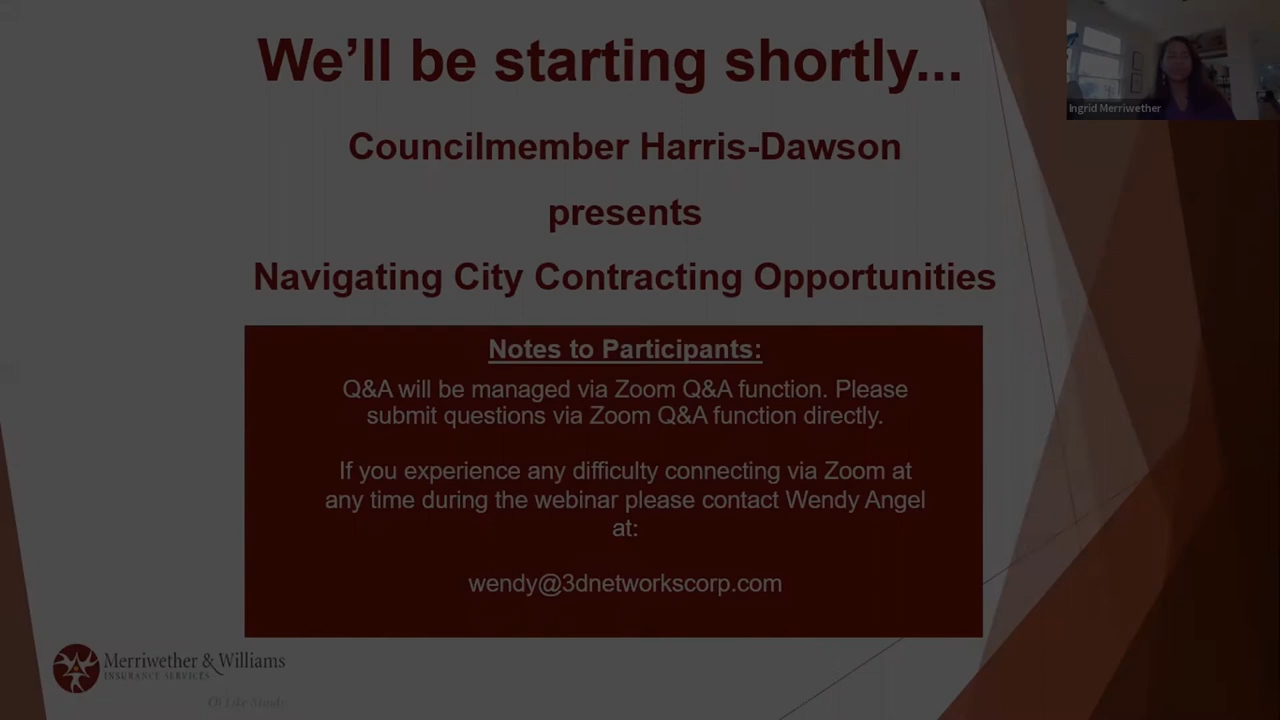 We'll be starting shortly...
Ingrid Merriwether
Councilmember Harris-Dawson
presents
Navigating City Contracting Opportunities
Notes to Participants:
Q&A will be managed via Zoom Q&A function. Please
submit questions via Zoom Q&A function directly.
If you experience any difficulty connecting via Zoom at
any time during the webinar please contact Wendy Angel
at:
wendy@3dnetworkscorp.com
Merriwether & Williams
INSURANCE SERVICES
Of Like Minds